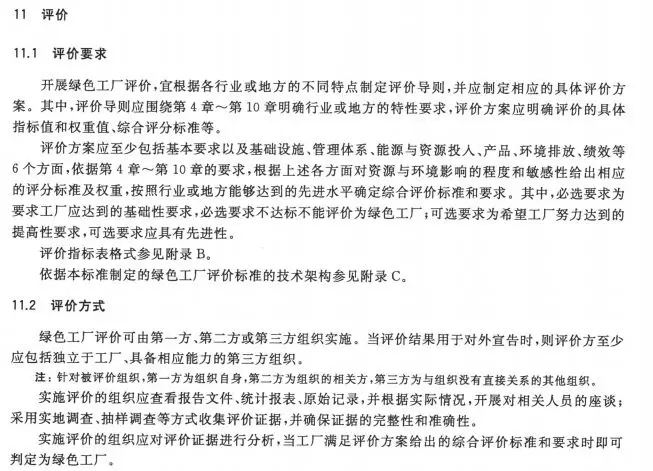 11 评价
11.1 评价要求
开展绿色工厂评价,宜根据各行业或地方的不同特点制定评价导则,并应制定相应的具体评价方
案。其中,评价导则应围绕第 4 章～第 10 章明确行业或地方的特性要求,评价方案应明确评价的具体
指标值和权重值、综合评分标准等。
评价方案应至少包括基本要求以及基础设施、管理体系、能源与资源投入、产品、环境排放、绩效等
6 个方面,依据第 4 章～第 10 章的要求,根据上述各方面对资源与环境影响的程度和敏感性给出相应
的评分标准及权重,按照行业或地方能够达到的先进水平确定综合评价标准和要求。其中,必选要求为
要求工厂应达到的基础性要求,必选要求不达标不能评价为绿色工厂;可选要求为希望工厂努力达到的
提高性要求,可选要求应具有先进性。
评价指标表格式参见附录 B。
依据本标准制定的绿色工厂评价标准的技术架构参见附录 C。
11.2 评价方式
绿色工厂评价可由第一方、第二方或第三方组织实施。当评价结果用于对外宣告时,则评价方至少
应包括独立于工厂、具备相应能力的第三方组织。
注:针对被评价组织,第一方为组织自身,第二方为组织的相关方,第三方为与组织没有直接关系的其他组织。
实施评价的组织应查看报告文件、统计报表、原始记录,并根据实际情况,开展对相关人员的座谈;
采用实地调查、抽样调查等方式收集评价证据,并确保证据的完整性和准确性。
实施评价的组织应对评价证据进行分析,当工厂满足评价方案给出的综合评价标准和要求时即可
判定为绿色工厂。